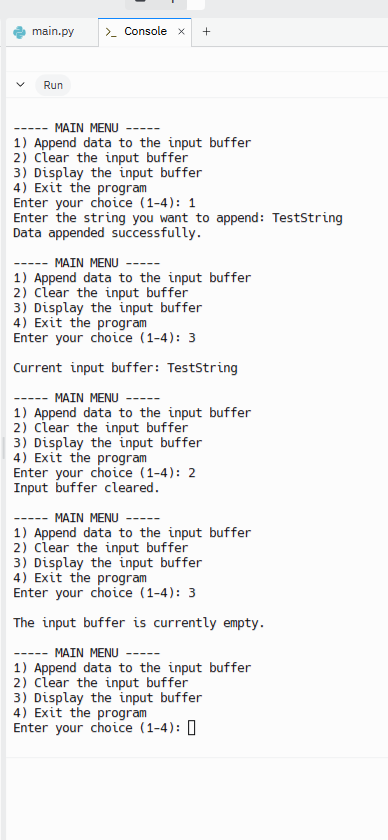 main.py
>_ Console × +
Run
----- MAIN MENU -----
1) Append data to the input buffer
2) Clear the input buffer
3) Display the input buffer
4) Exit the program
Enter your choice (1-4): 1
Enter the string you want to append: TestString
Data appended successfully.
----- MAIN MENU -----
1) Append data to the input buffer
2) Clear the input buffer
3) Display the input buffer
4) Exit the program
Enter your choice (1-4): 3
Current input buffer: TestString
----- MAIN MENU -----
1) Append data to the input buffer
2) Clear the input buffer
3) Display the input buffer
4) Exit the program
Enter your choice (1-4): 2
Input buffer cleared.
----- MAIN MENU -----
1) Append data to the input buffer
2) Clear the input buffer
3) Display the input buffer
4) Exit the program
Enter your choice (1-4): 3
The input buffer is currently empty.
----- MAIN MENU -----
1) Append data to the input buffer
2) Clear the input buffer
3) Display the input buffer
4) Exit the program
Enter your choice (1-4):